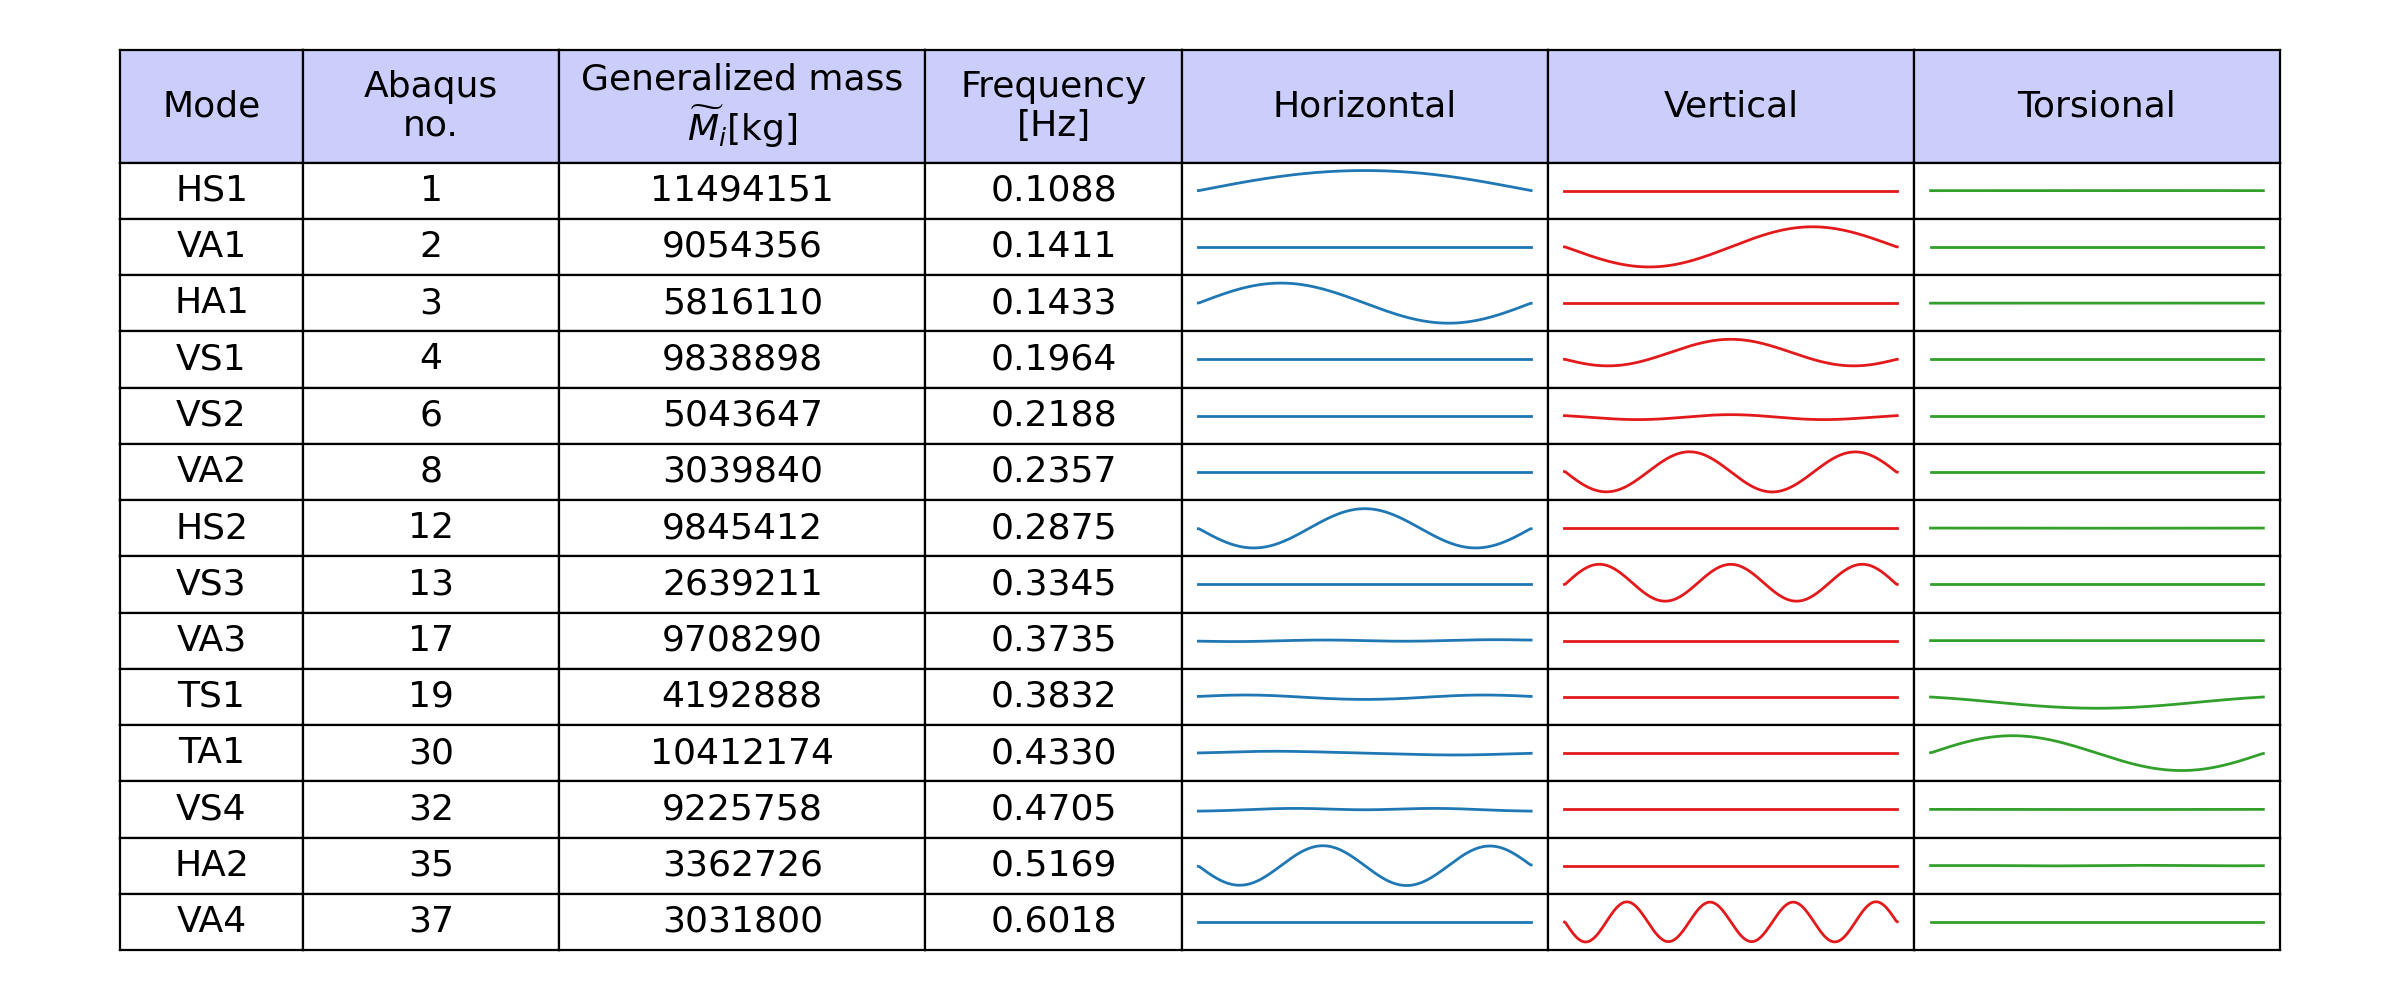 Mode Abaqus no. Generalized mass M̃ᵢ[kg] Frequency [Hz] Horizontal Vertical Torsional
HS1 1 11494151 0.1088
VA1 2 9054356 0.1411
HA1 3 5816110 0.1433
VS1 4 9838898 0.1964
VS2 6 5043647 0.2188
VA2 8 3039840 0.2357
HS2 12 9845412 0.2875
VS3 13 2639211 0.3345
VA3 17 9708290 0.3735
TS1 19 4192888 0.3832
TA1 30 10412174 0.4330
VS4 32 9225758 0.4705
HA2 35 3362726 0.5169
VA4 37 3031800 0.6018